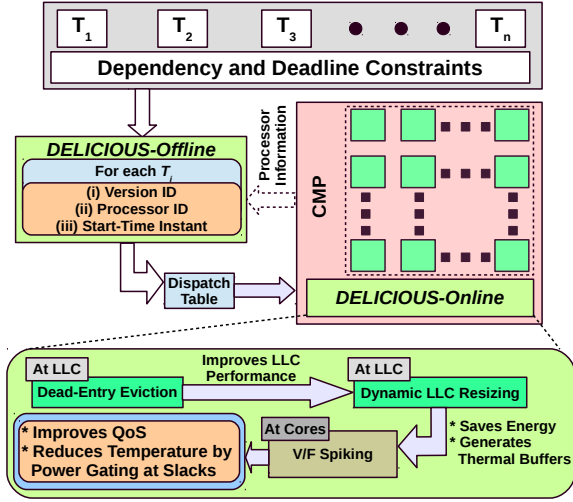 T1 T2 T3 Tn
Dependency and Deadline Constraints
DELICIOUS-Offline
For each Ti
(i) Version ID
(ii) Processor ID
(iii) Start-Time Instant
Processor
Information
CMP
Dispatch
Table
DELICIOUS-Online
At LLC
Dead-Entry Eviction
Improves LLC
Performance
At LLC
Dynamic LLC Resizing
* Saves Energy
* Generates
Thermal Buffers
At Cores
V/F Spiking
* Improves QoS
* Reduces Temperature by
Power Gating at Slacks